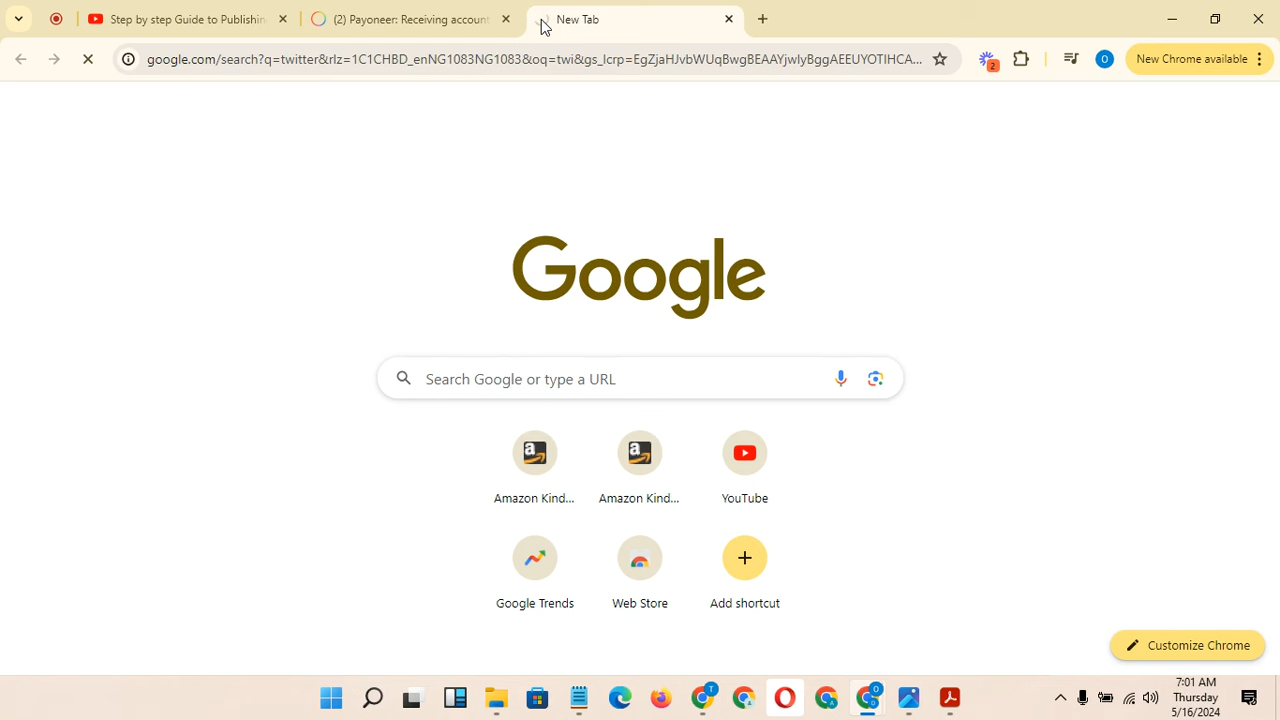 Step by step Guide to Publishin
(2) Payoneer: Receiving account
New Tab
google.com/search?q=twitter&rlz=1C1CHBD_enNG1083NG1083&oq=twi&gs_lcrp=EgZjaHJvbWUqBwgBEAAYjwIyBggAEEUYOTIHCA...
2
O
New Chrome available
Google
Search Google or type a URL
Amazon Kind...
Amazon Kind...
YouTube
Google Trends
Web Store
Add shortcut
Customize Chrome
T
O
7:01 AM
Thursday
5/16/2024